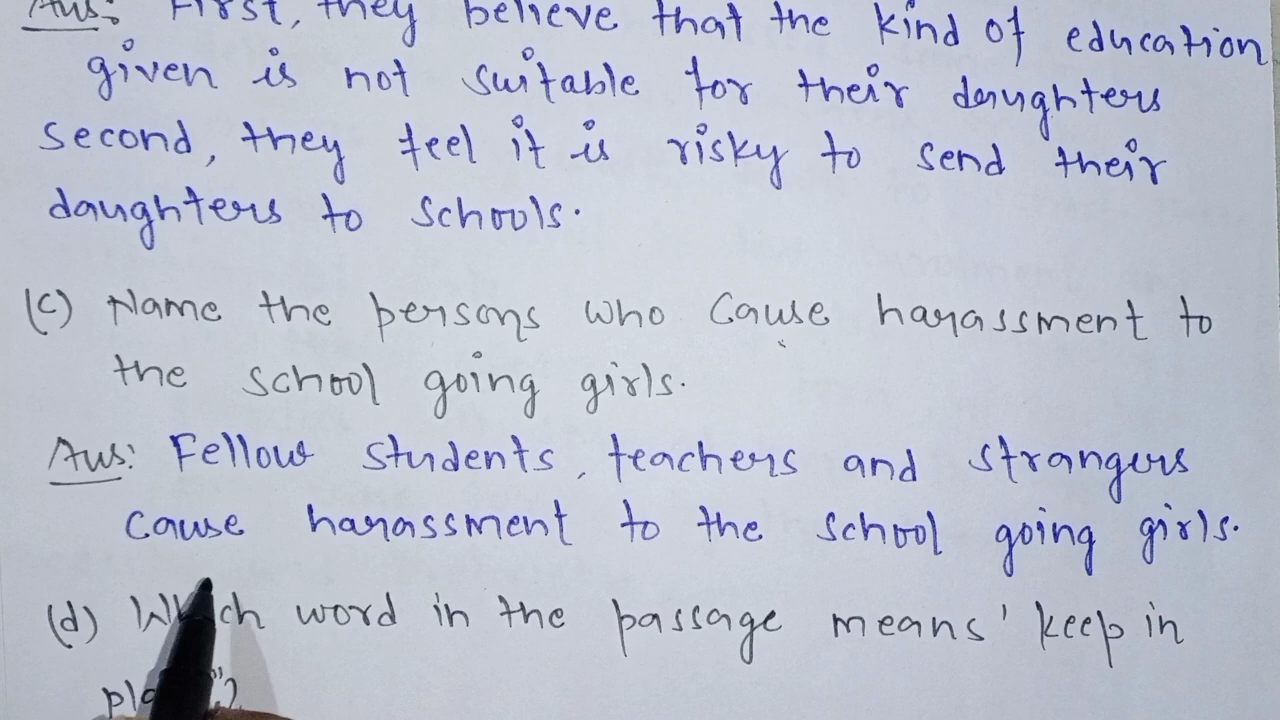 Ans: First, they believe that the kind of education
given is not suitable for their daughters
second, they feel it is risky to send their
daughters to schools.
(c) Name the persons who cause harassment to
the school going girls.
Ans: Fellow students, teachers and strangers
cause harassment to the school going girls.
(d) Which word in the passage means 'keep in